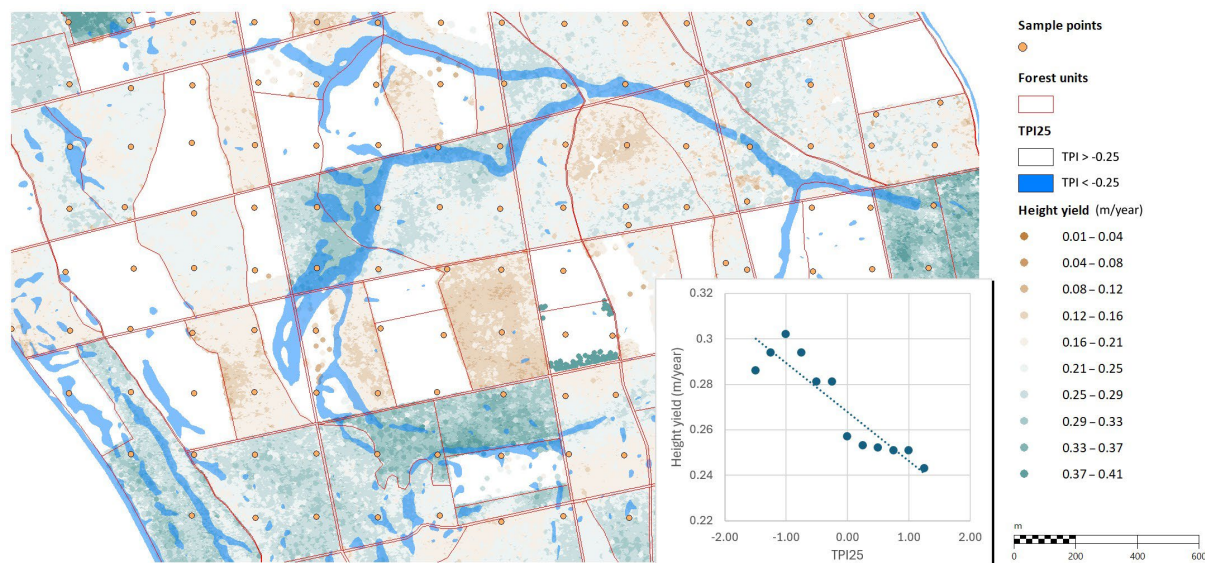 Sample points
Forest units
TPI25
TPI > -0.25
TPI < -0.25
Height yield (m/year)
0.01 – 0.04
0.04 – 0.08
0.08 – 0.12
0.12 – 0.16
0.16 – 0.21
0.21 – 0.25
0.25 – 0.29
0.29 – 0.33
0.33 – 0.37
0.37 – 0.41
m
0 200 400 600
Height yield (m/year)
0.32
0.3
0.28
0.26
0.24
0.22
-2.00 -1.00 0.00 1.00 2.00
TPI25